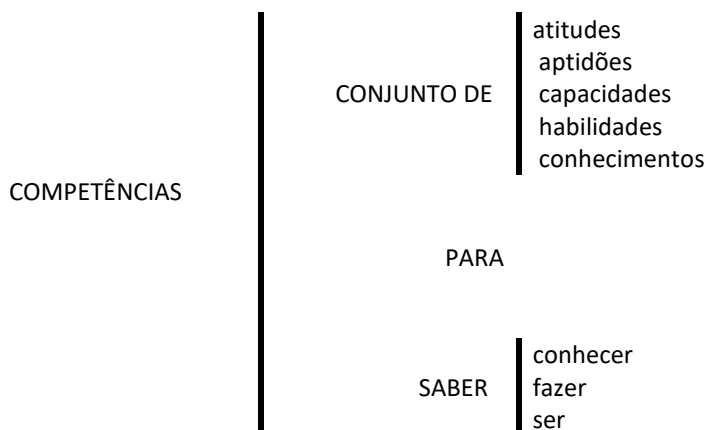 atitudes
aptidões
CONJUNTO DE capacidades
habilidades
conhecimentos
COMPETÊNCIAS
PARA
conhecer
SABER fazer
ser